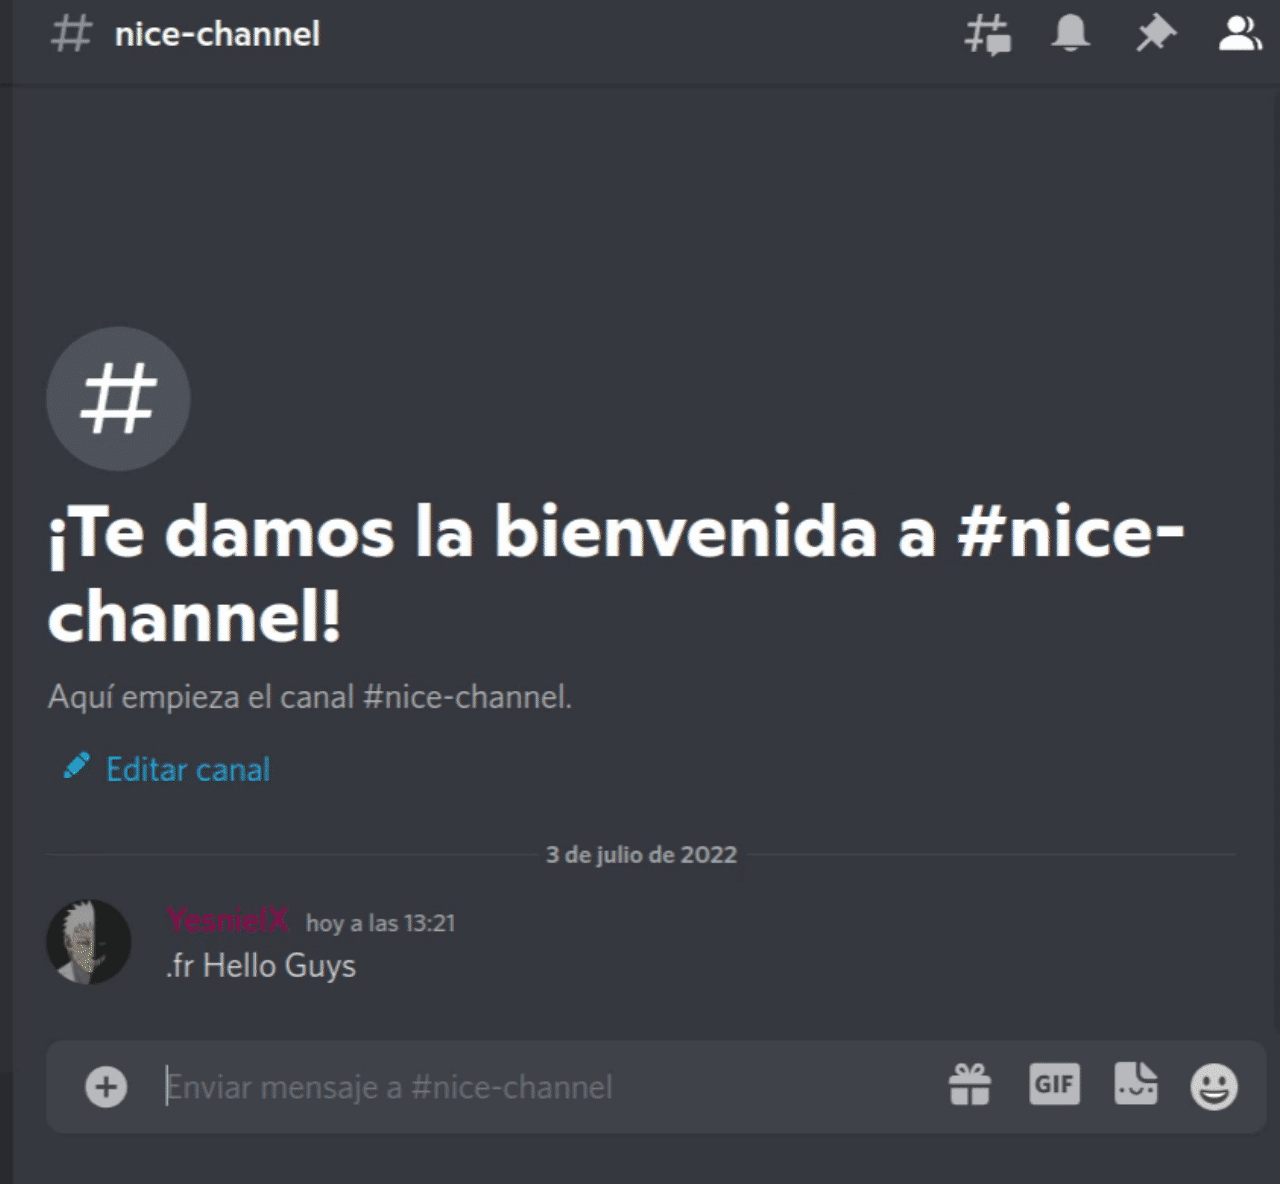 # nice-channel
#
¡Te damos la bienvenida a #nice-
channel!
Aquí empieza el canal #nice-channel.
Editar canal
3 de julio de 2022
YesnielX hoy a las 13:21
.fr Hello Guys
Enviar mensaje a #nice-channel
GIF